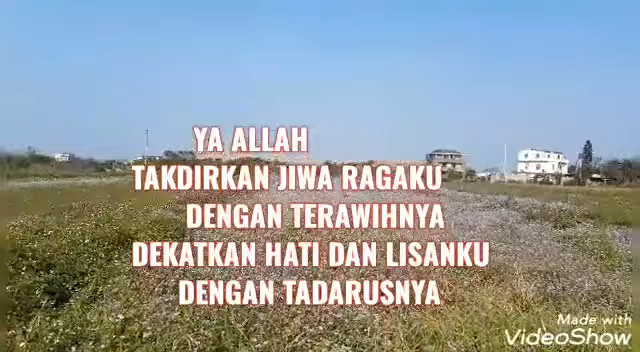 YA ALLAH
TAKDIRKAN JIWA RAGAKU
DENGAN TERAWIHNYA
DEKATKAN HATI DAN LISANKU
DENGAN TADARUSNYA
Made with
VideoShow